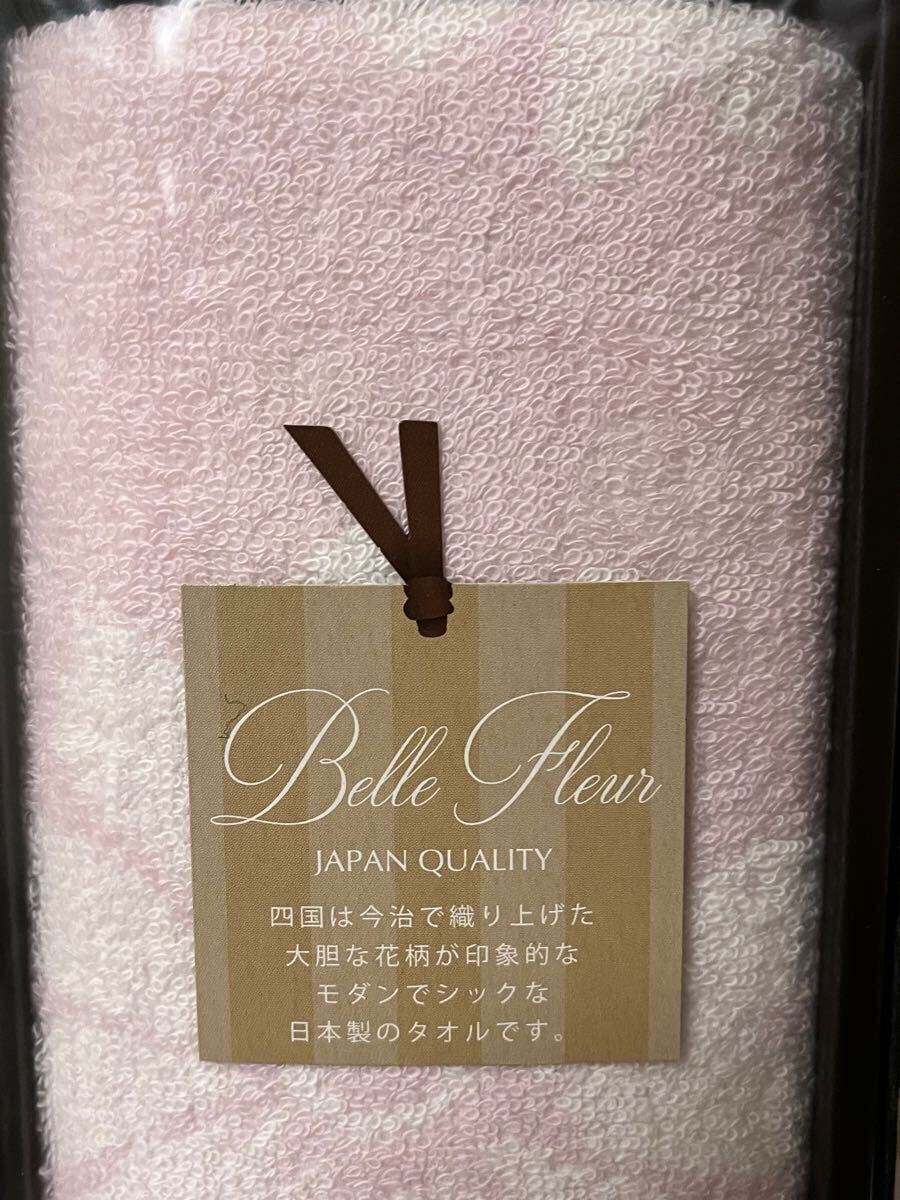 Belle Fleur
JAPAN QUALITY
四国は今治で織り上げた
大胆な花柄が印象的な
モダンでシックな
日本製のタオルです。